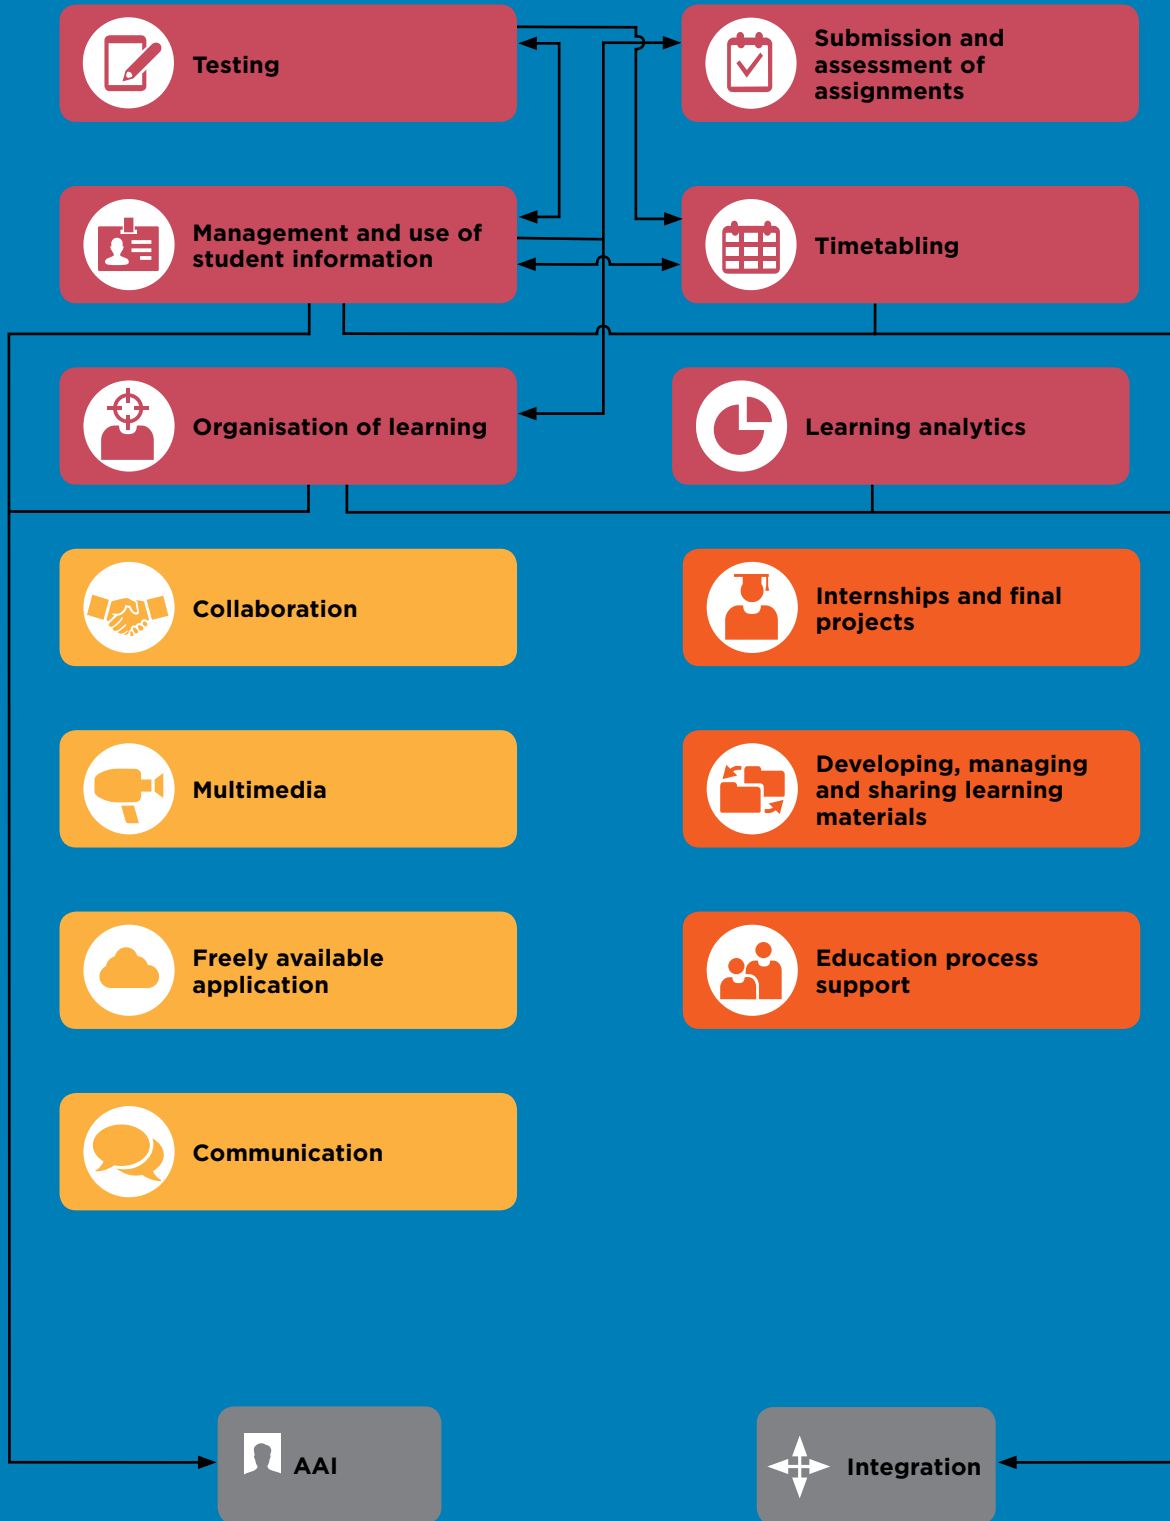 Testing
Submission and
assessment of
assignments
Management and use of
student information
Timetabling
Organisation of learning
Learning analytics
Collaboration
Internships and final
projects
Multimedia
Developing, managing
and sharing learning
materials
Freely available
application
Education process
support
Communication
AAI
Integration